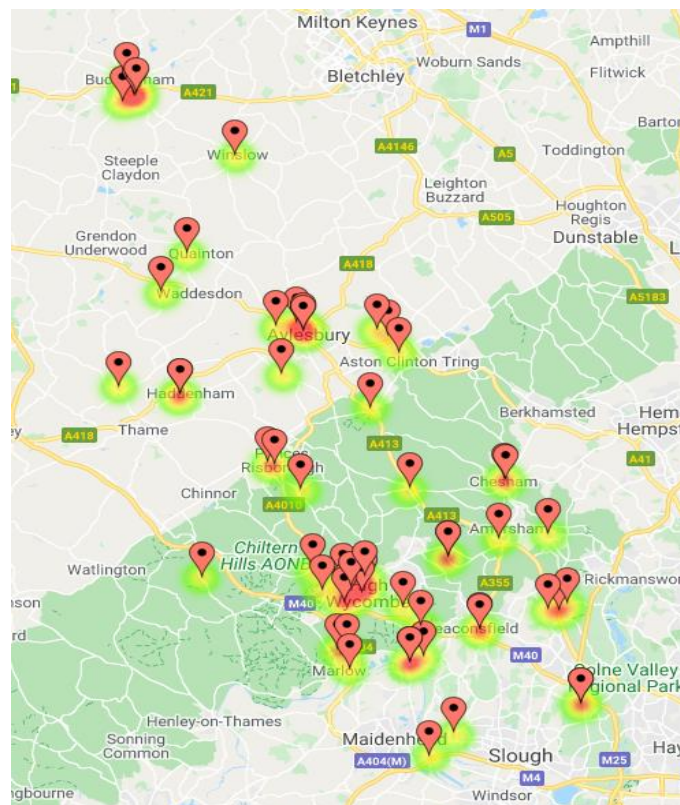 Milton Keynes
M1
Ampthill
Woburn Sands
Bletchley
Flitwick
A421
Barton
A4146
Winslow
Steeple
Claydon
A5
Toddington
Leighton
Buzzard
Houghton
Regis
A505
Grendon
Underwood
Dunstable
Quainton
A418
Waddesdon
A5183
Aylesbury
Aston Clinton
Tring
Haddenham
Berkhamsted
Thame
A418
A413
A41
Risborough
Chinnor
Chesham
A4010
A413
Amersham
Chiltern
Hills AONB
Watlington
A355
Rickmansw
M40
Wycombe
M40
Marlow
Colne Valley
Regional Park
Henley-on-Thames
Sonning
Common
Maidenhead
Slough
A404(M)
M25
M4
Windsor